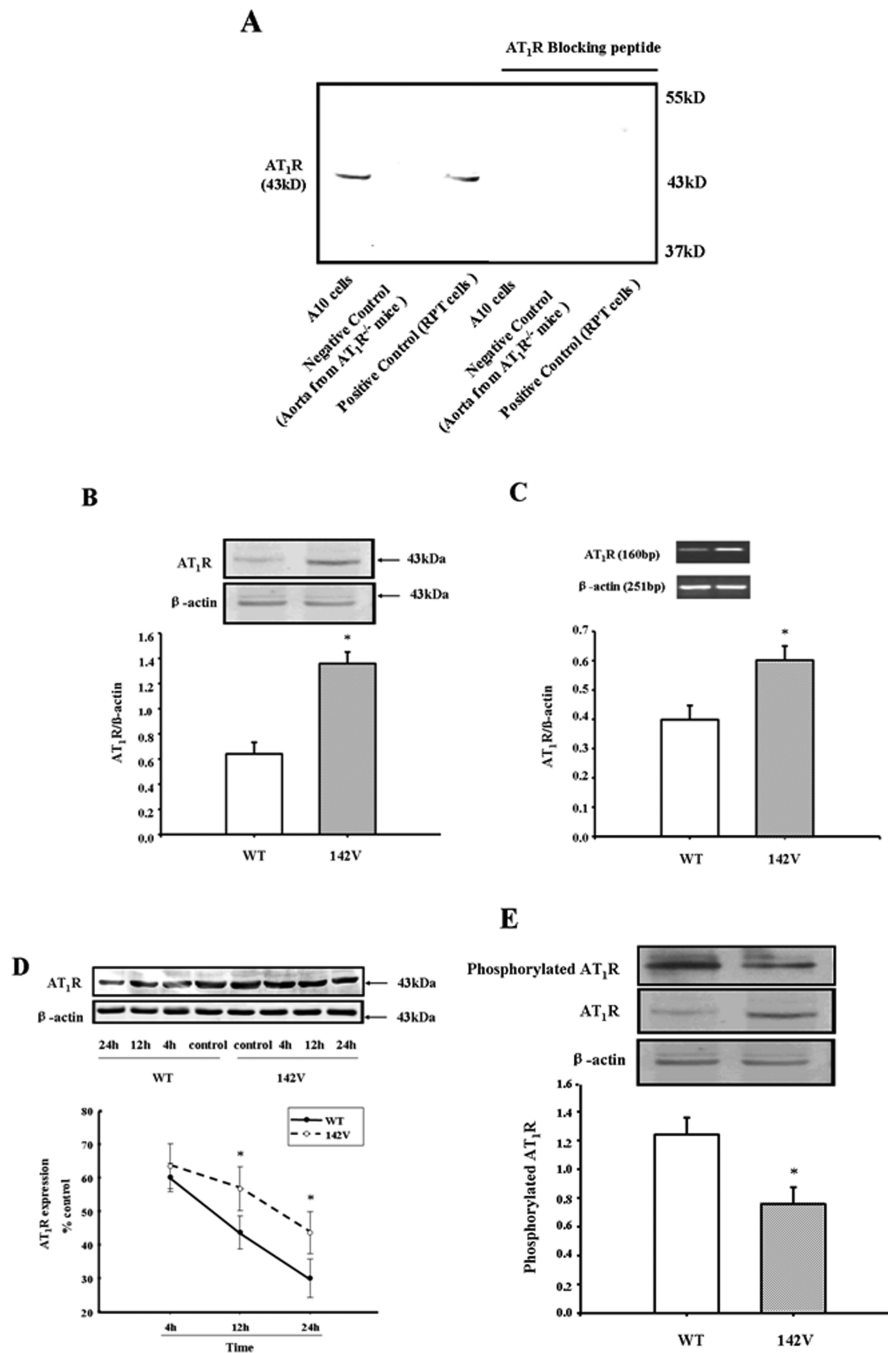 A
AT₁R Blocking peptide
55kD
AT₁R
(43kD)
43kD
37kD
A10 cells
Negative Control
(Aorta from AT₁R⁻/⁻ mice )
Positive Control (RPT cells )
A10 cells
Negative Control
(Aorta from AT₁R⁻/⁻ mice )
Positive Control (RPT cells )
B
AT₁R
43kDa
β-actin
43kDa
1.6
1.4
1.2
1.0
0.8
0.6
0.4
0.2
0.0
AT₁R/ß-actin
*
WT
142V
C
AT₁R (160bp)
β-actin (251bp)
0.7
0.6
0.5
0.4
0.3
0.2
0.1
0.0
AT₁R/ß-actin
*
WT
142V
D
AT₁R
43kDa
β-actin
43kDa
24h 12h 4h control control 4h 12h 24h
WT 142V
80
70
60
50
40
30
20
AT₁R expression
% control
WT
142V
*
*
4h 12h 24h
Time
E
Phosphorylated AT₁R
AT₁R
β-actin
1.6
1.4
1.2
1.0
0.8
0.6
0.4
0.2
0.0
Phosphorylated AT₁R
*
WT
142V